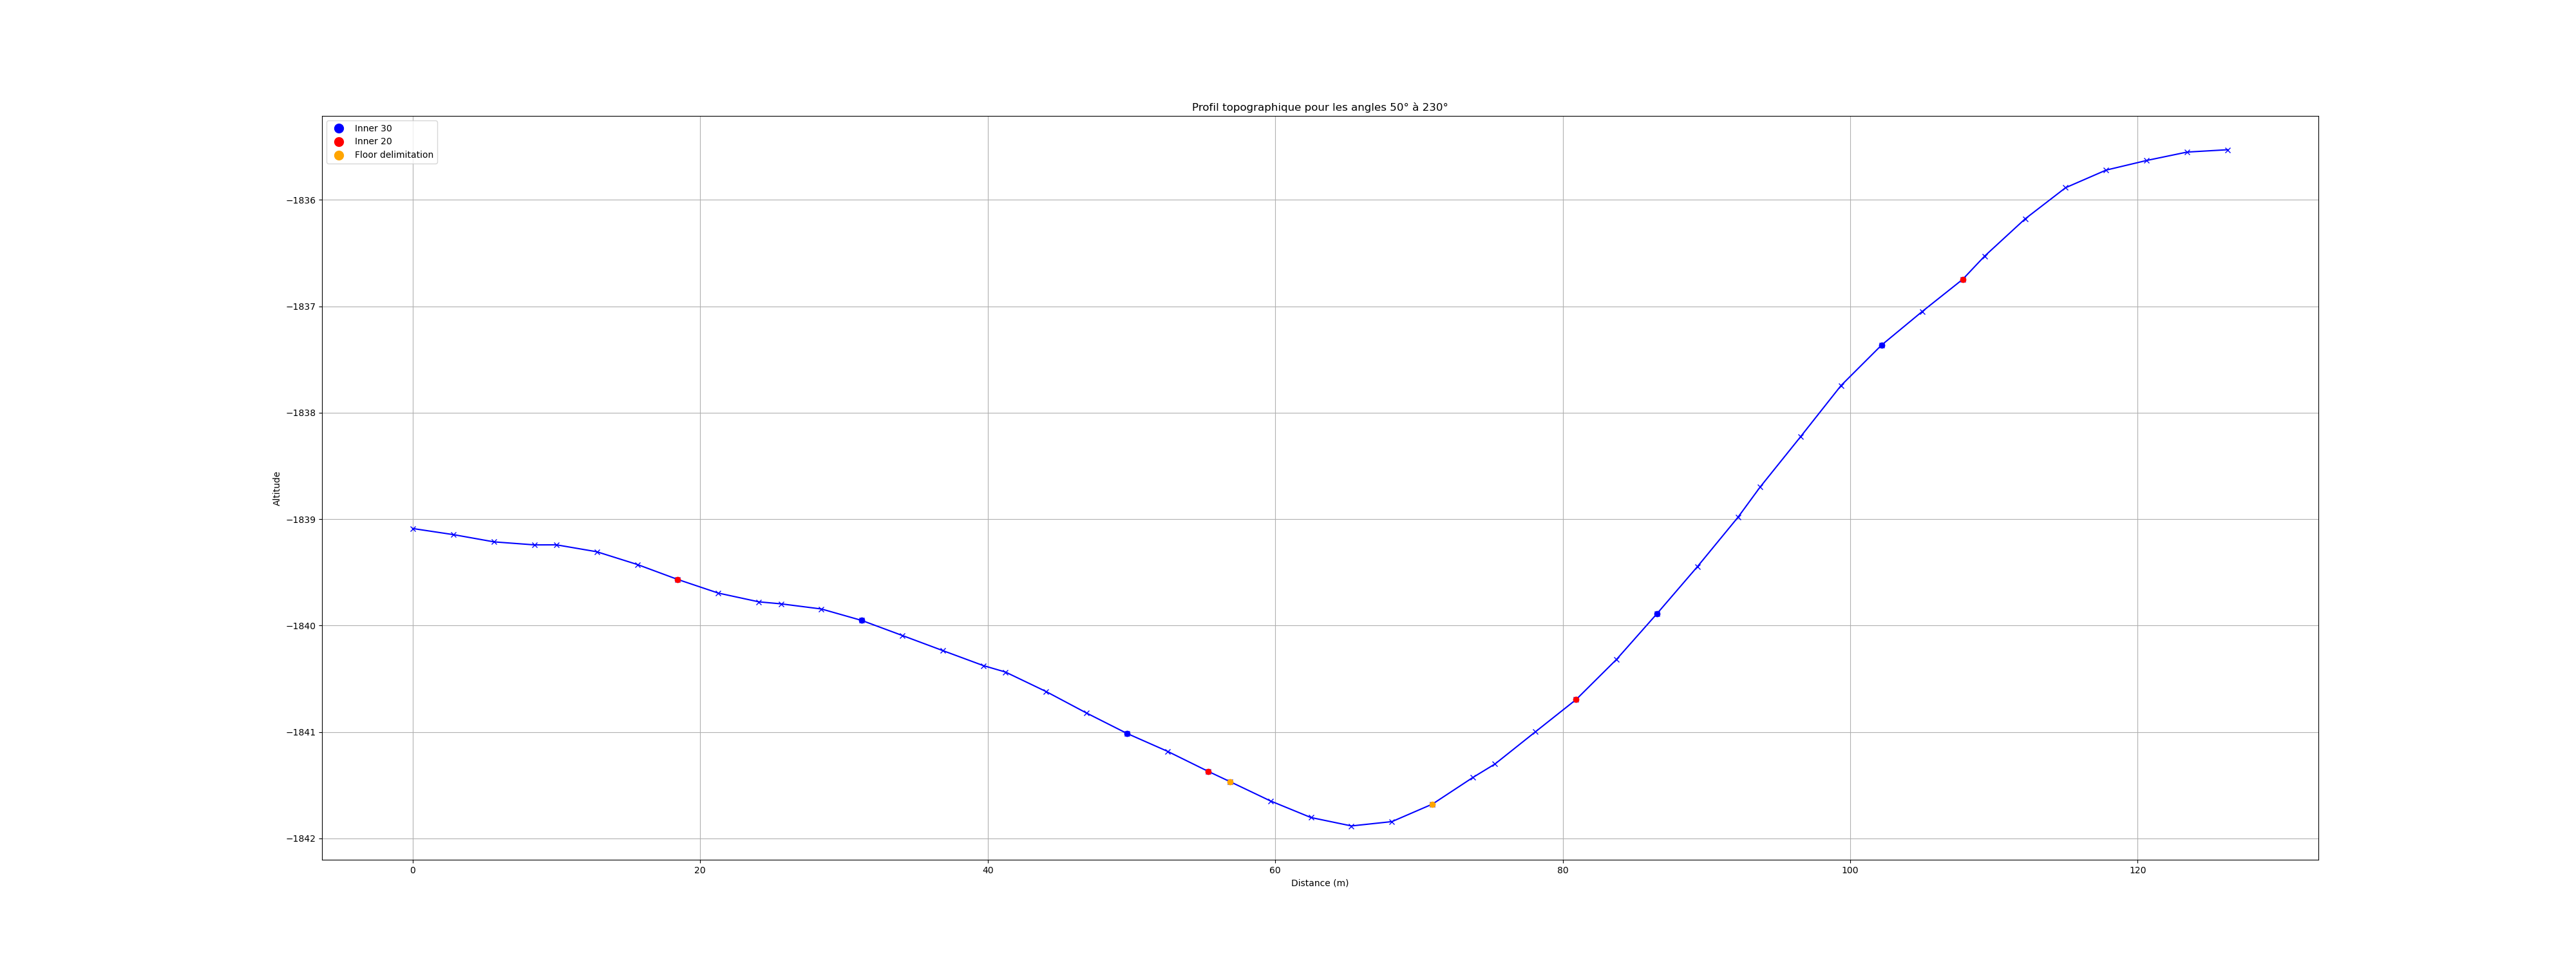 Profil topographique pour les angles 50° à 230°
Inner 30
Inner 20
Floor delimitation
−1836
−1837
−1838
−1839
−1840
−1841
−1842
Altitude
0 20 40 60 80 100 120
Distance (m)